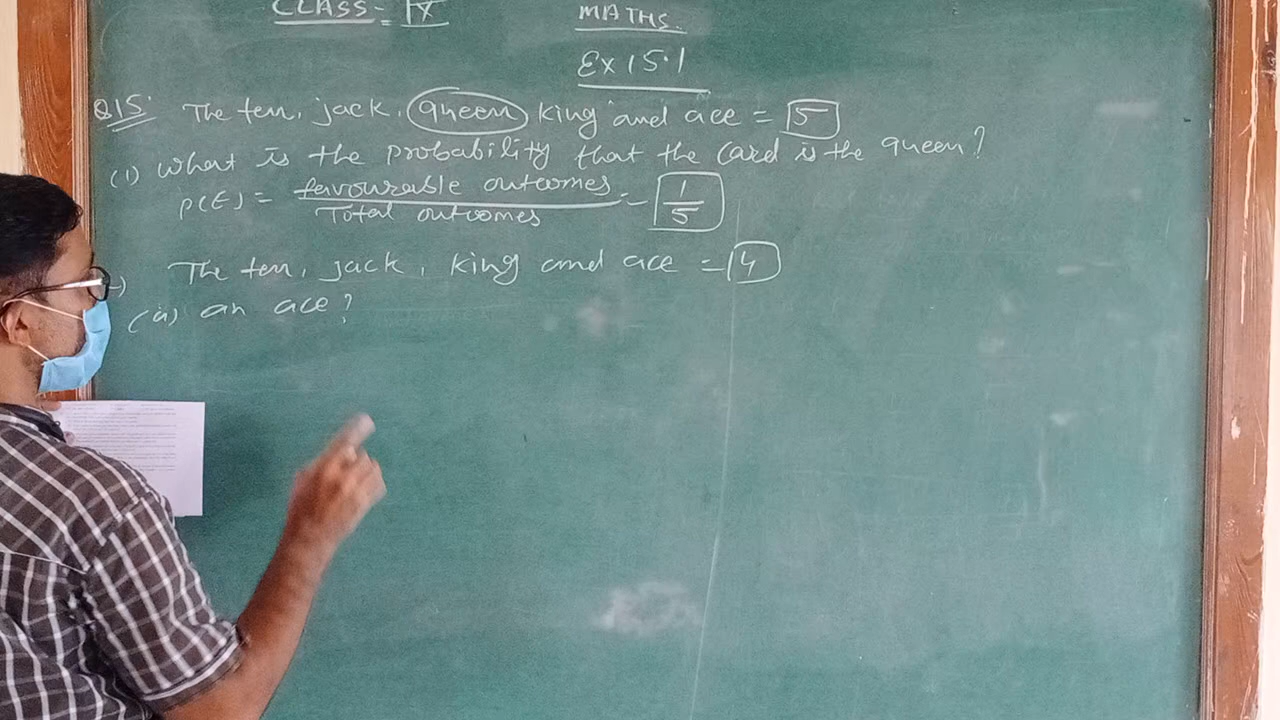 CLASS - IX
MATHS.
Ex 15.1
Q15. The ten, jack, queen king and ace = 5
(1) What is the probability that the card is the queen?
P(E) = favourable outcomes / Total outcomes = 1/5
The ten, jack, king and ace = 4
(a) an ace?